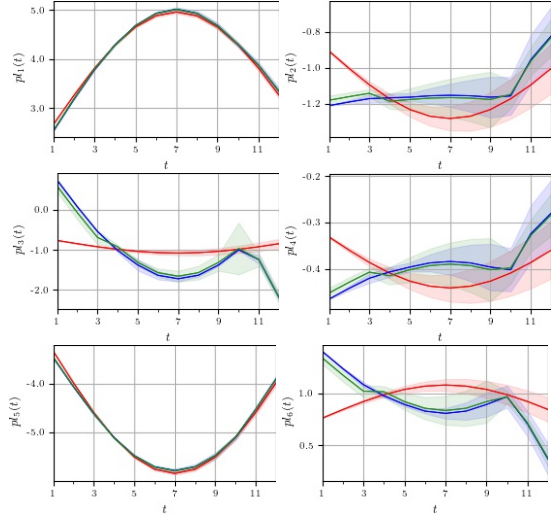 5.0
4.0
3.0
pl₁(t)
1 3 5 7 9 11
t
-0.8
-1.0
-1.2
pl₂(t)
1 3 5 7 9 11
t
0.0
-1.0
-2.0
pl₃(t)
1 3 5 7 9 11
t
-0.2
-0.3
-0.4
pl₄(t)
1 3 5 7 9 11
t
-4.0
-5.0
pl₅(t)
1 3 5 7 9 11
t
1.0
0.5
pl₆(t)
1 3 5 7 9 11
t